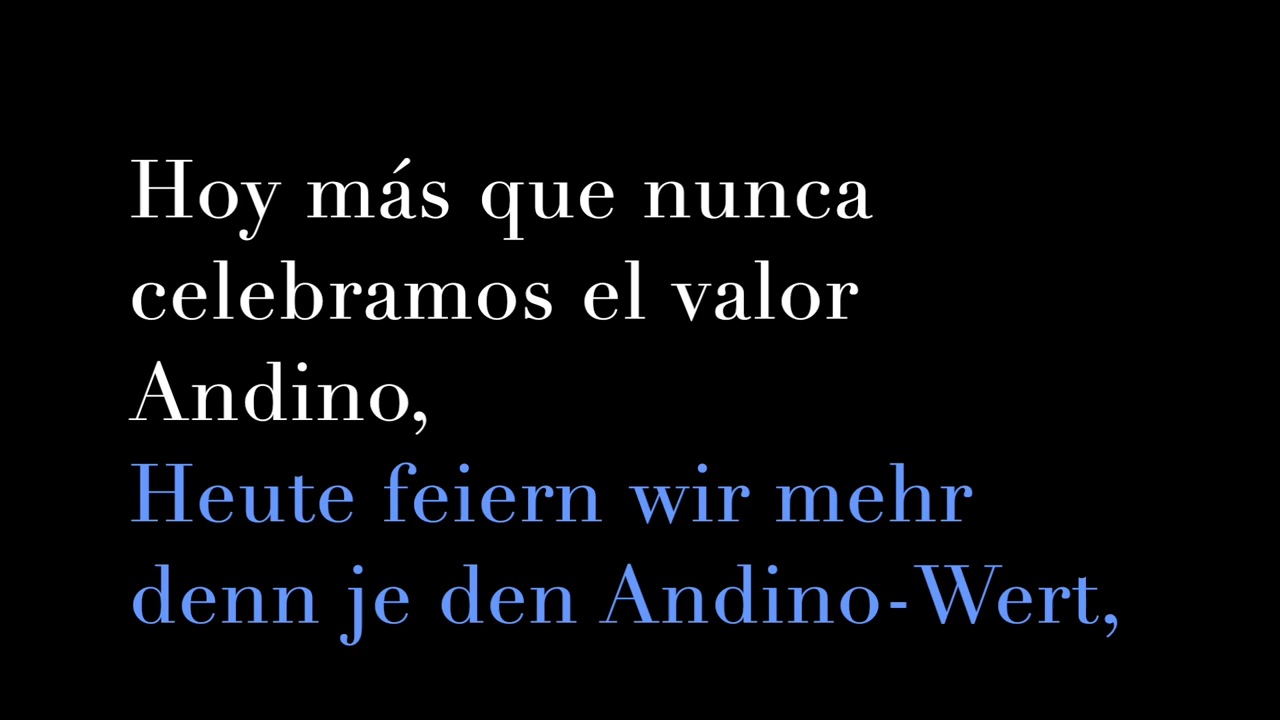 Hoy más que nunca
celebramos el valor
Andino,
Heute feiern wir mehr
denn je den Andino-Wert,